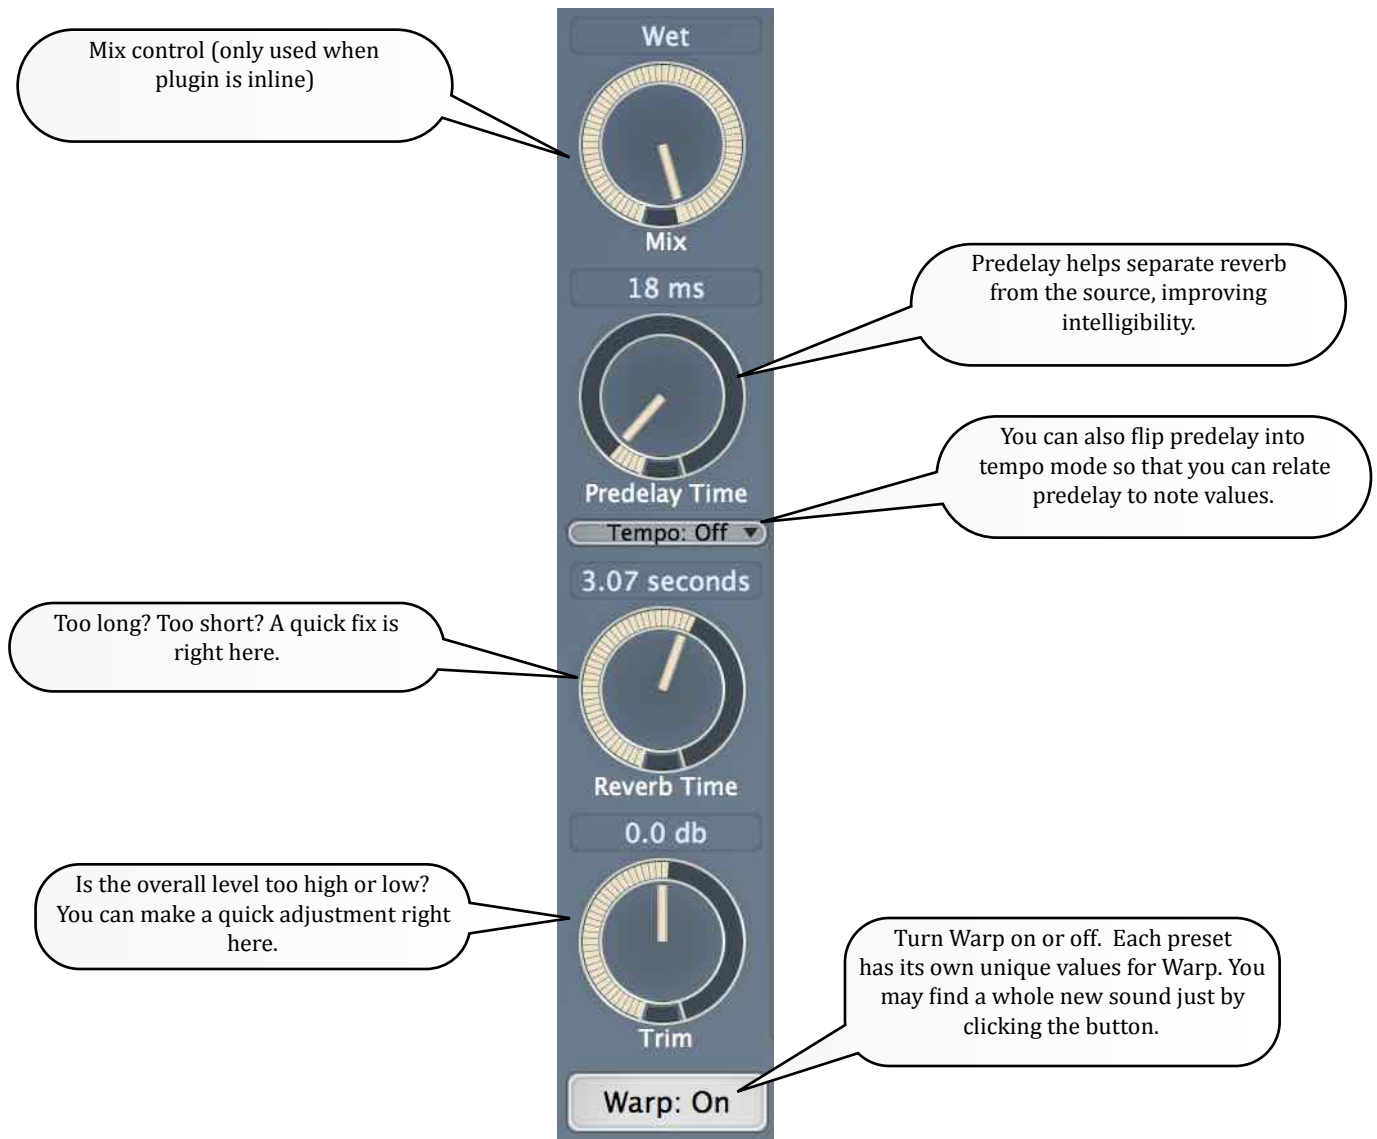 Wet
Mix control (only used when
plugin is inline)
Mix
Predelay helps separate reverb
from the source, improving
intelligibility.
18 ms
Predelay Time
You can also flip predelay into
tempo mode so that you can relate
predelay to note values.
Tempo: Off
3.07 seconds
Too long? Too short? A quick fix is
right here.
Reverb Time
0.0 db
Is the overall level too high or low?
You can make a quick adjustment right
here.
Trim
Turn Warp on or off.  Each preset
has its own unique values for Warp. You
may find a whole new sound just by
clicking the button.
Warp: On